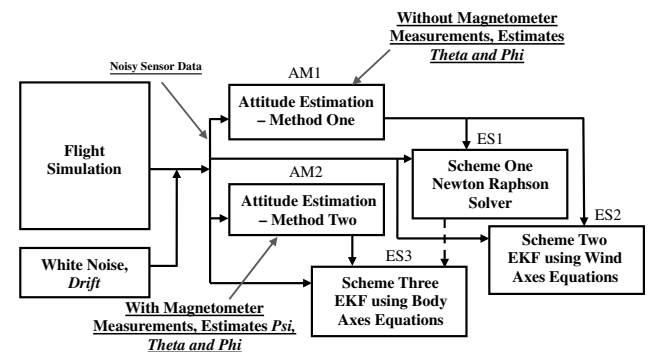 Without Magnetometer
Measurements, Estimates
Theta and Phi
Noisy Sensor Data
AM1
Attitude Estimation
– Method One
Flight
Simulation
ES1
Scheme One
Newton Raphson
Solver
AM2
Attitude Estimation
–Method Two
ES2
Scheme Two
EKF using Wind
Axes Equations
White Noise,
Drift
ES3
Scheme Three
EKF using Body
Axes Equations
With Magnetometer
Measurements, Estimates Psi,
Theta and Phi